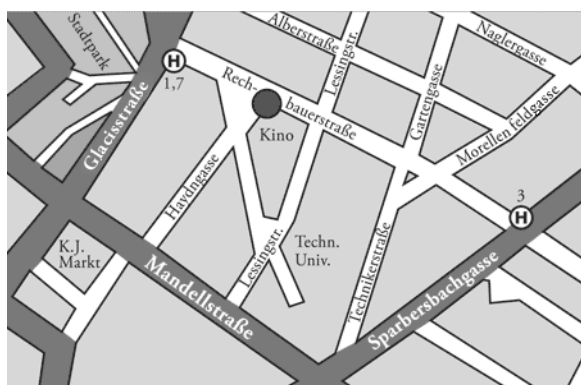 Stadtpark
Glacisstraße
H
1,7
Alberstraße
Lessingstr.
Naglergasse
Gartengasse
Rech-
bauerstraße
Kino
Morellenfeldgasse
Haydngasse
3
H
K.J.
Markt
Mandellstraße
Lessingstr.
Techn.
Univ.
Technikerstraße
Sparbersbachgasse